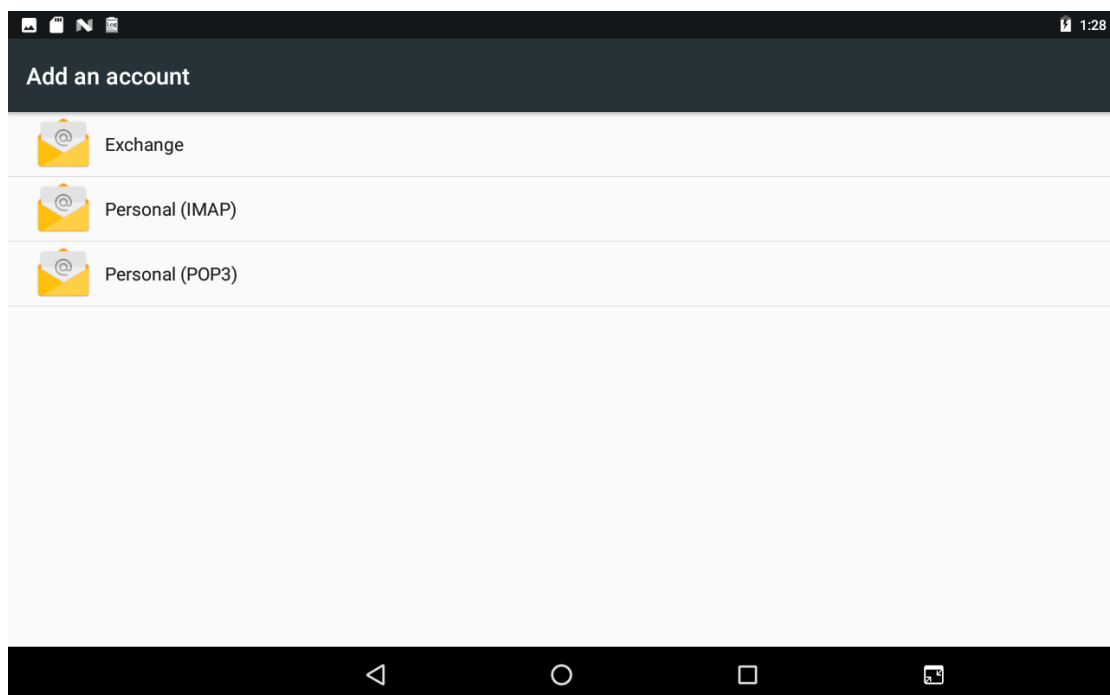 1:28
Add an account
Exchange
Personal (IMAP)
Personal (POP3)